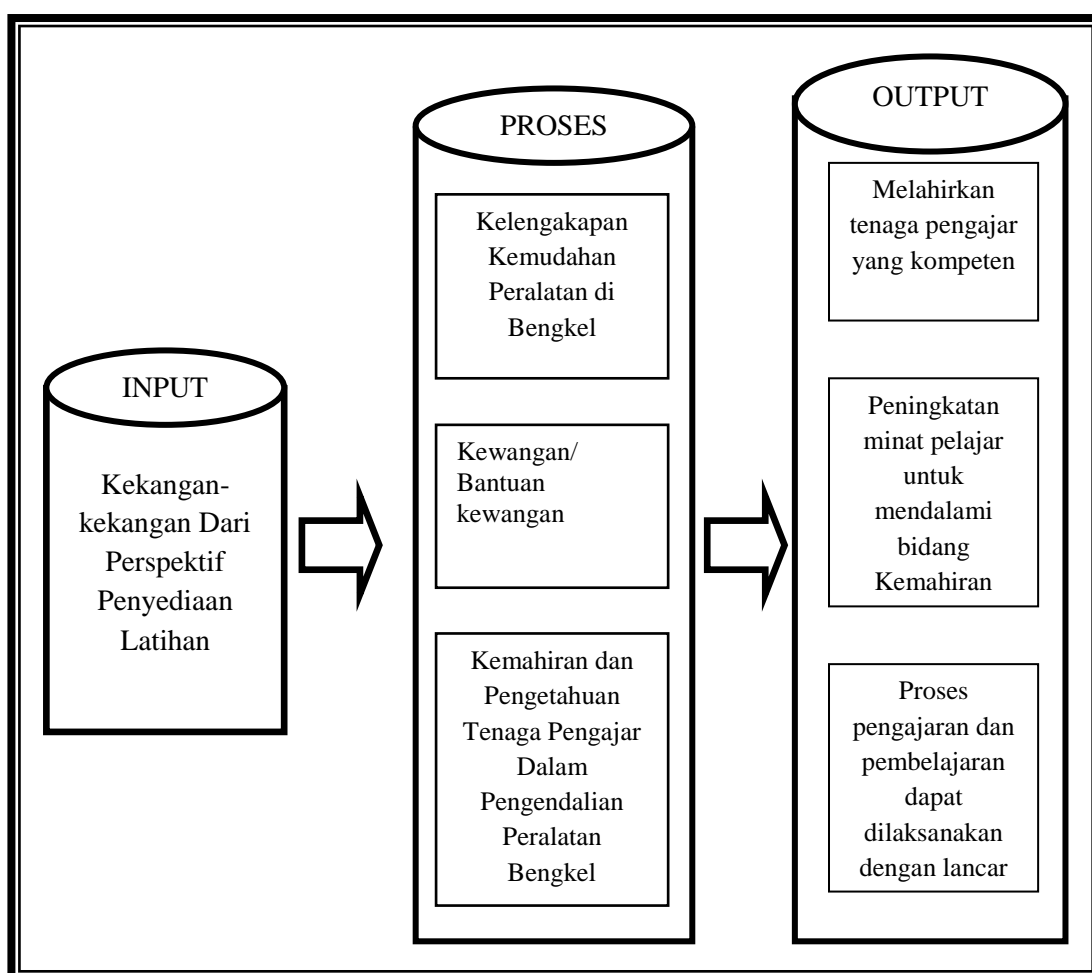 INPUT
Kekangan-
kekangan Dari
Perspektif
Penyediaan
Latihan
PROSES
Kelengakapan
Kemudahan
Peralatan di
Bengkel
Kewangan/
Bantuan
kewangan
Kemahiran dan
Pengetahuan
Tenaga Pengajar
Dalam
Pengendalian
Peralatan
Bengkel
OUTPUT
Melahirkan
tenaga pengajar
yang kompeten
Peningkatan
minat pelajar
untuk
mendalami
bidang
Kemahiran
Proses
pengajaran dan
pembelajaran
dapat
dilaksanakan
dengan lancar